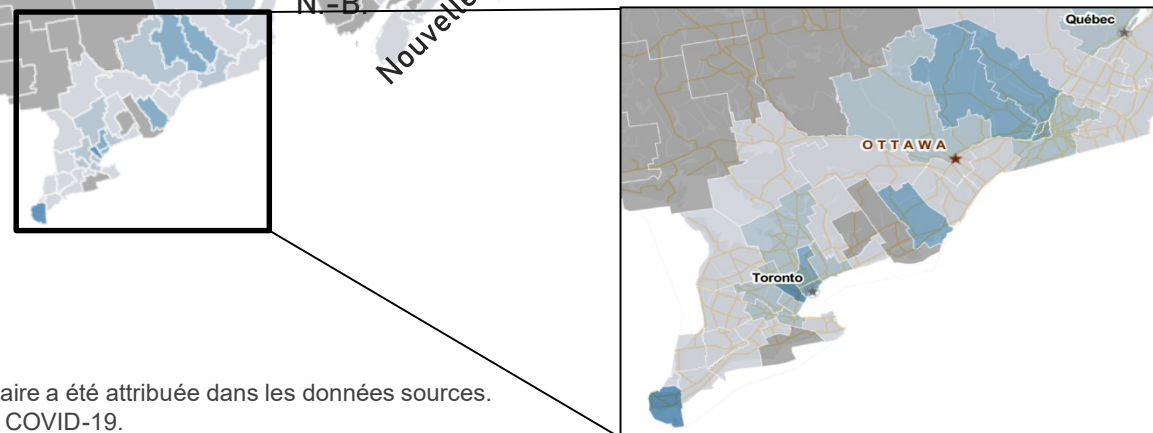 N.-B.
Nouvelle
Québec
OTTAWA
Toronto
aire a été attribuée dans les données sources.
COVID-19.